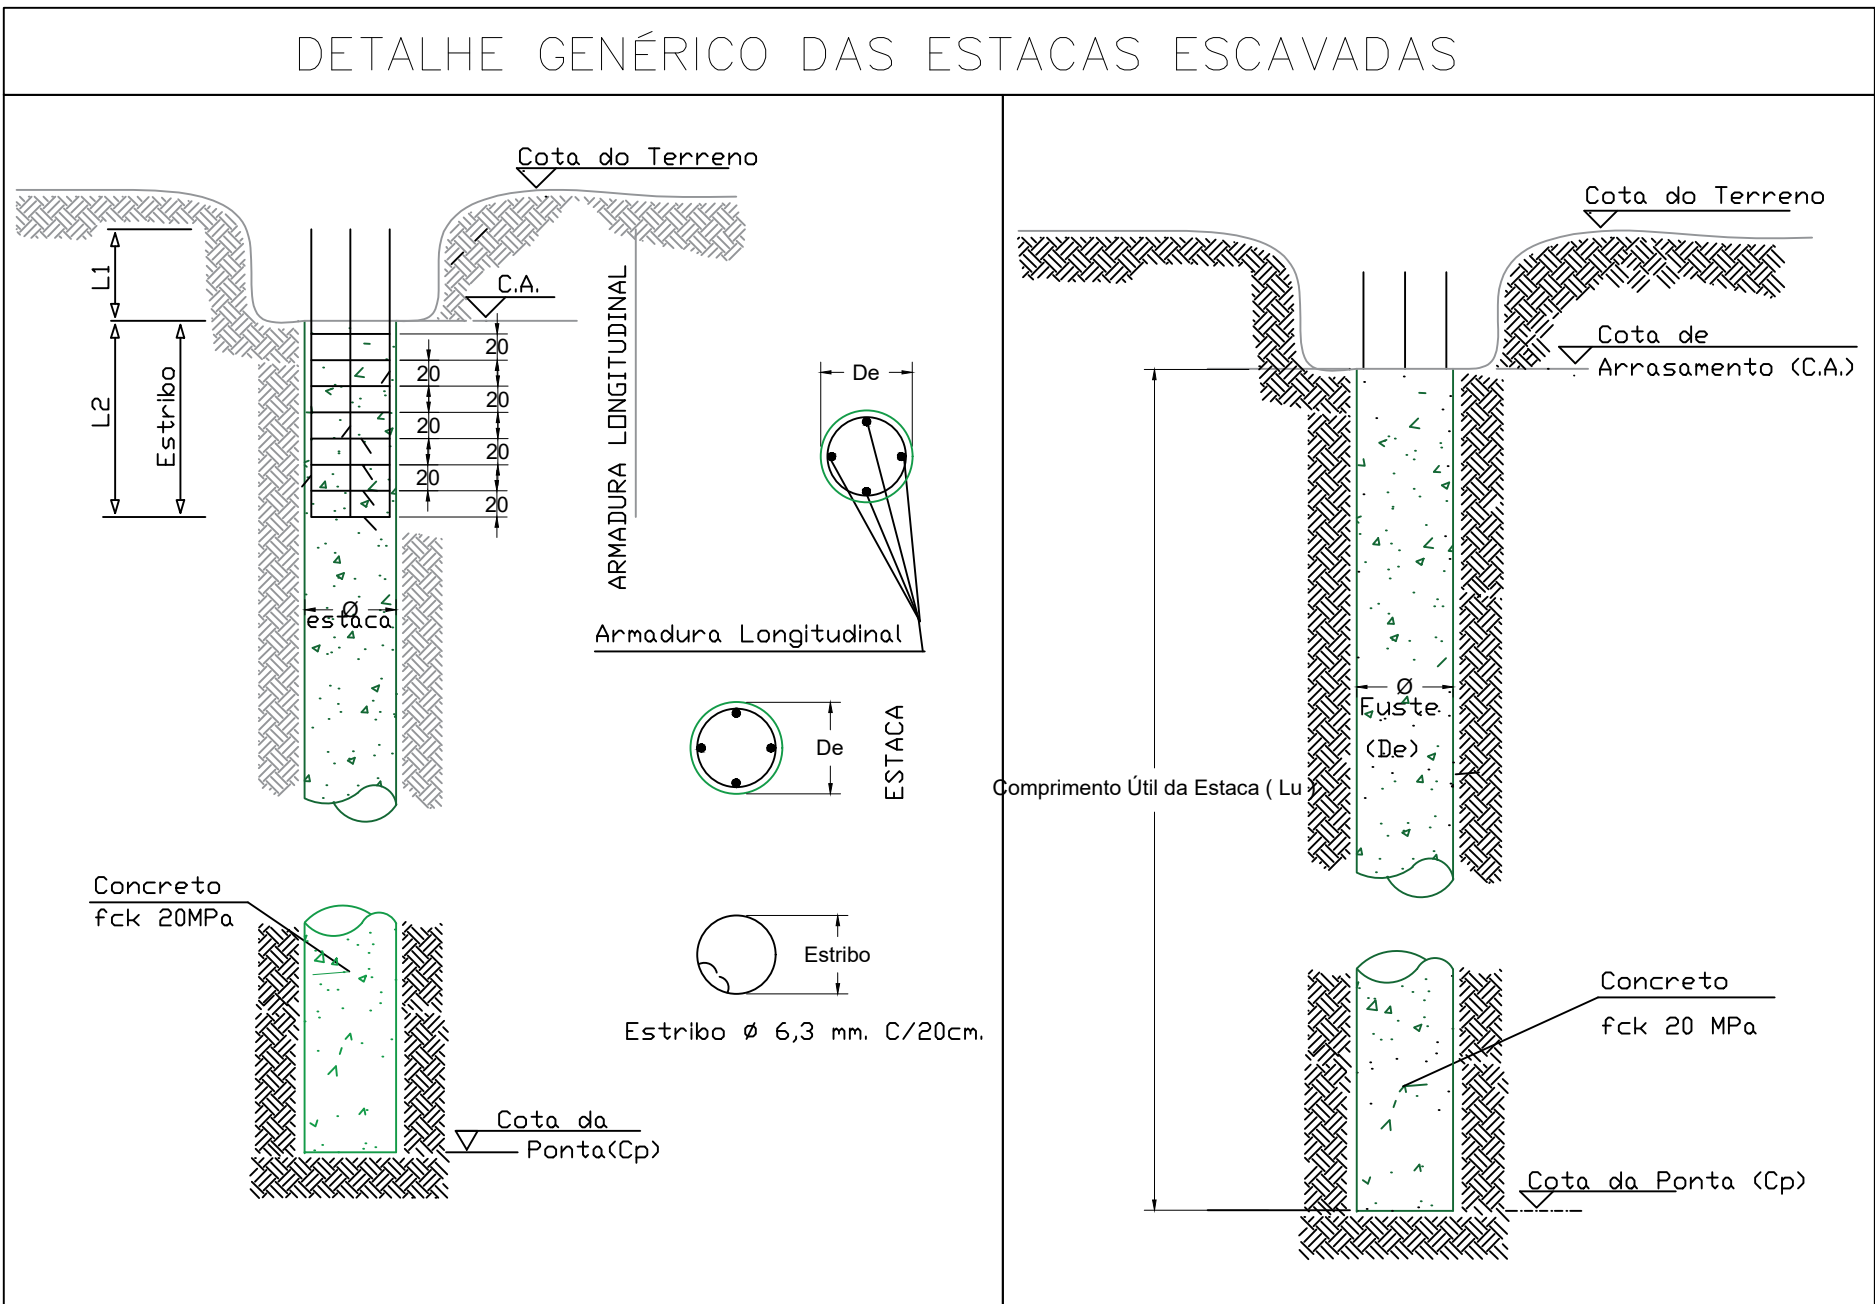 DETALHE GENÉRICO DAS ESTACAS ESCAVADAS
Cota do Terreno
L1
C.A.
L2
Estribo
20
20
20
20
20
20
20
ARMADURA LONGITUDINAL
De
Ø
estaca
Armadura Longitudinal
De
ESTACA
Concreto
fck 20MPa
Estribo
Estribo Ø 6,3 mm. C/20cm.
Cota da
Ponta(Cp)
Cota do Terreno
Cota de
Arrasamento (C.A.)
Ø
Fuste
(De)
Comprimento Útil da Estaca ( Lu )
Concreto
fck 20 MPa
Cota da Ponta (Cp)